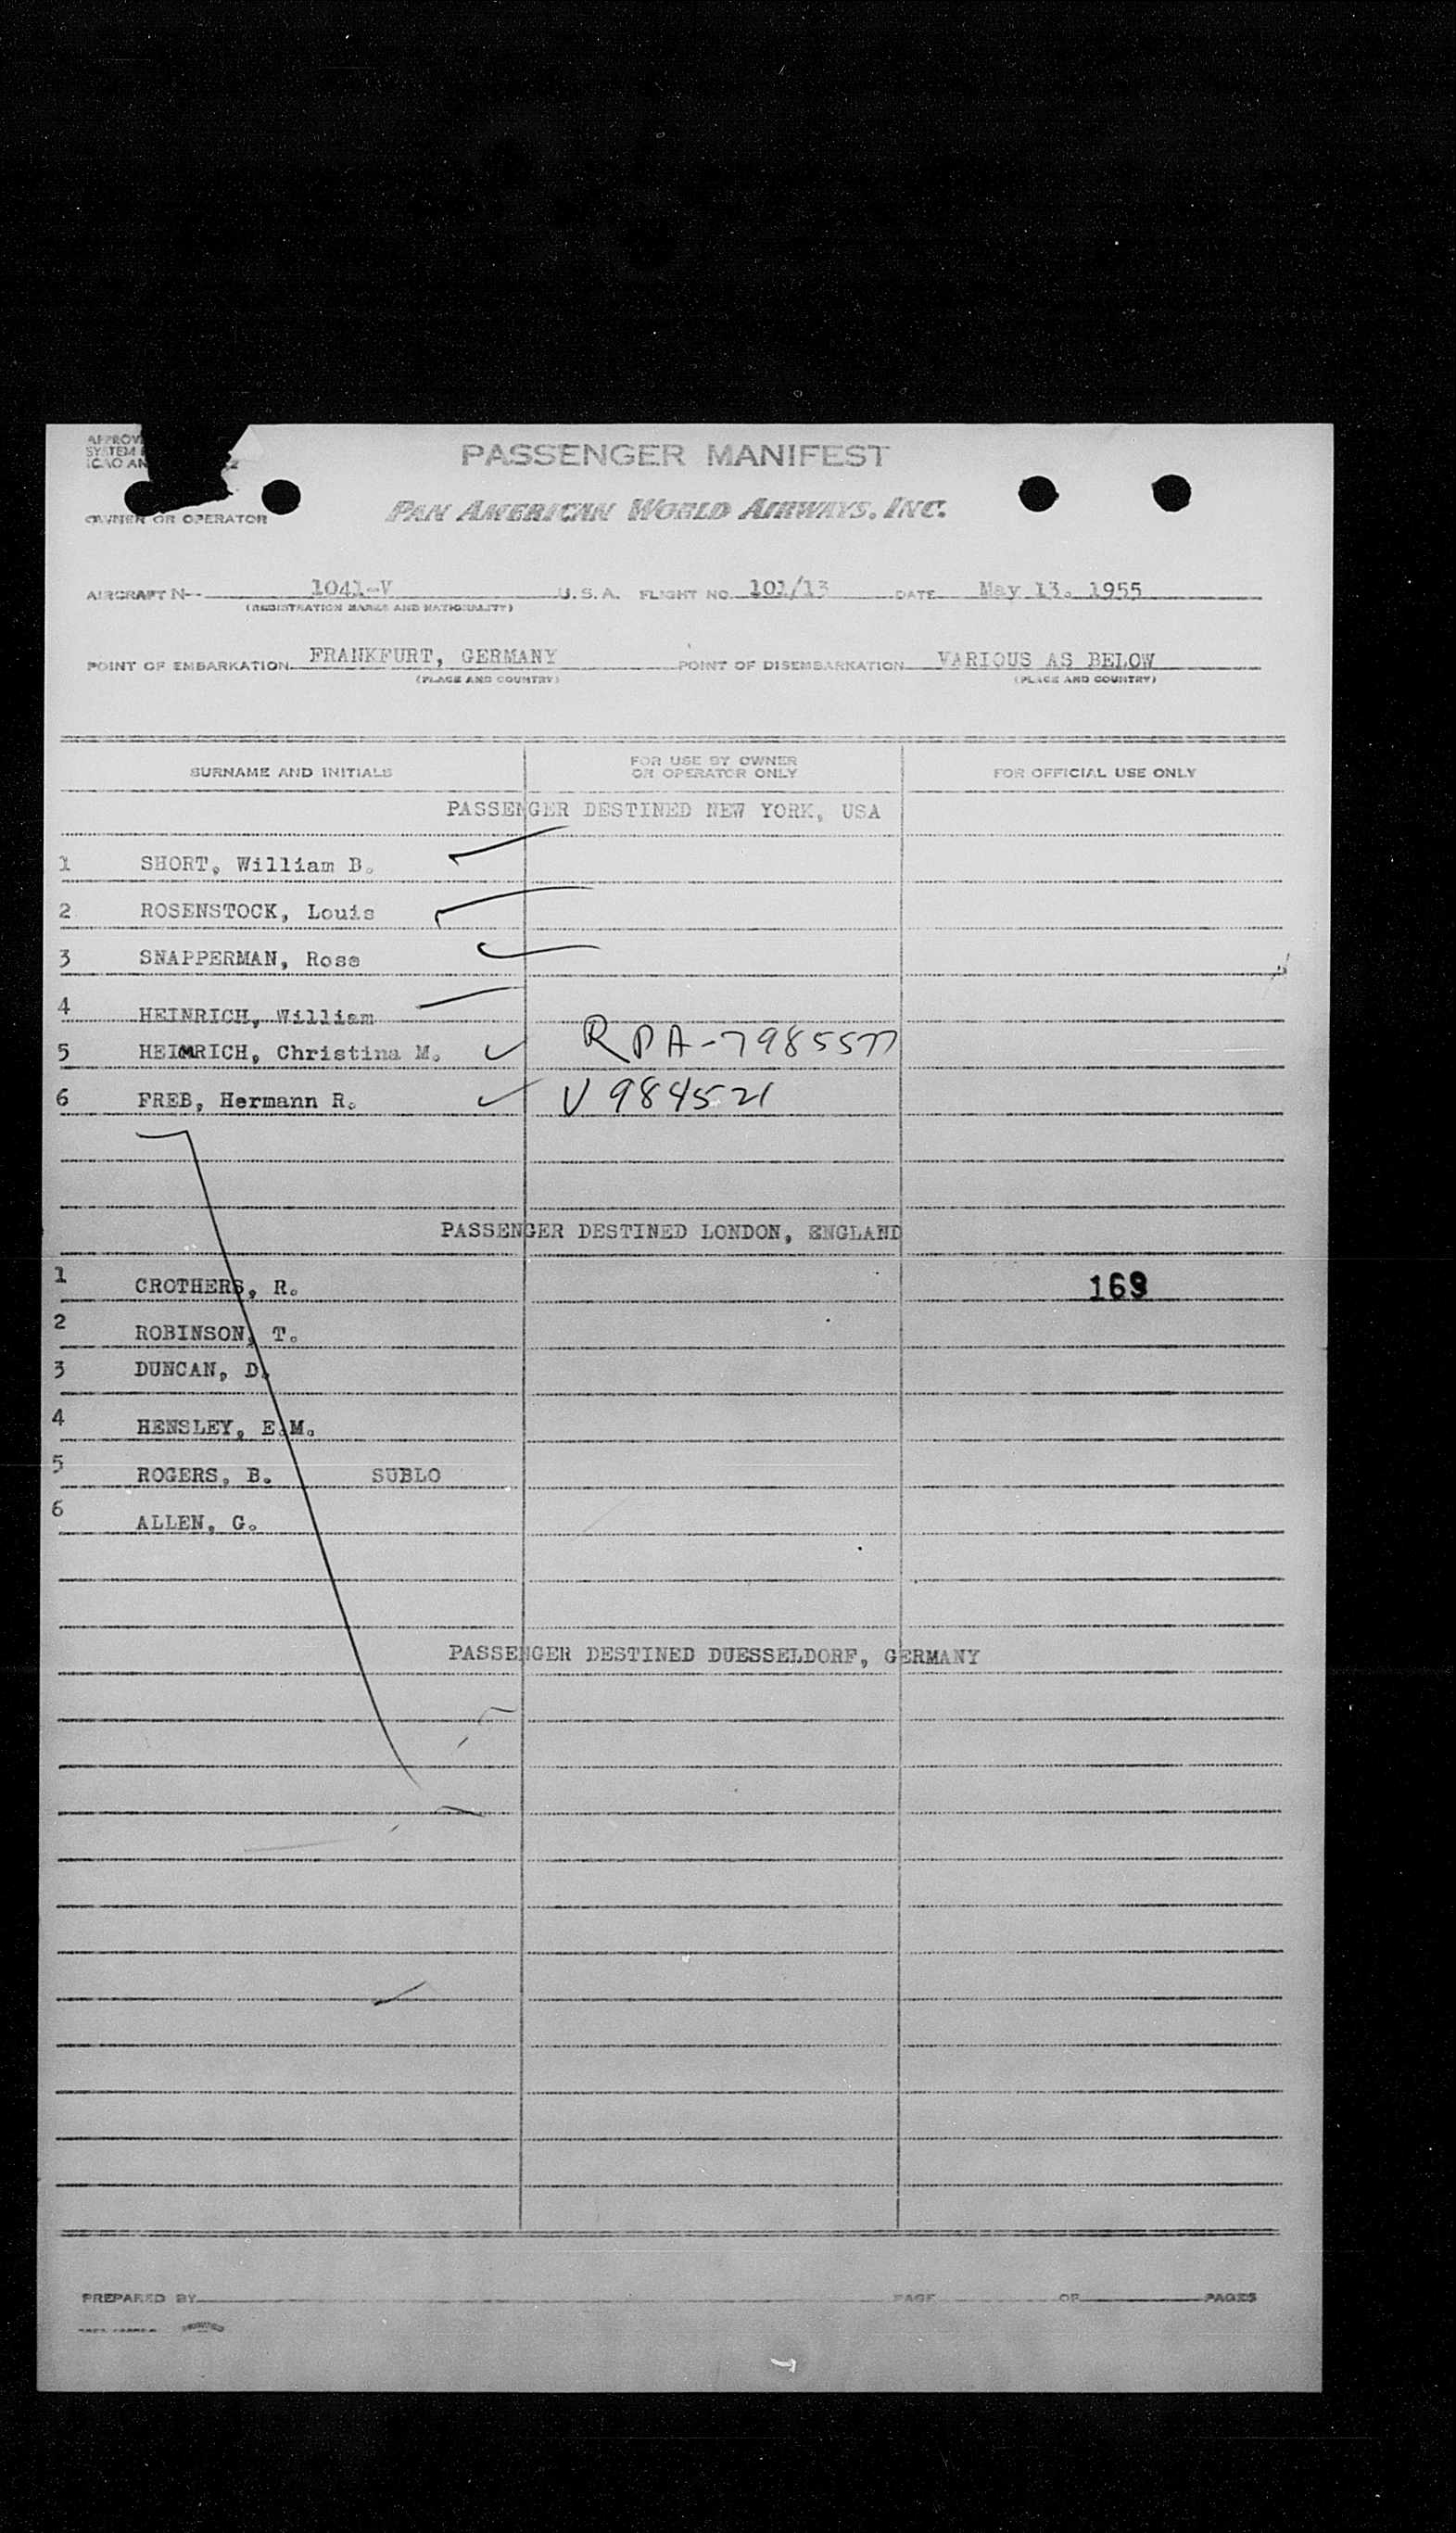 PASSENGER MANIFEST
OWNER OR OPERATOR
PAN AMERICAN WORLD AIRWAYS, INC.
AIRCRAFT N-- 1041-V U.S.A. FLIGHT NO. 101/13 DATE May 13. 1955
(REGISTRATION MARKS AND NATIONALITY)
POINT OF EMBARKATION FRANKFURT, GERMANY POINT OF DISEMBARKATION VARIOUS AS BELOW
(PLACE AND COUNTRY) (PLACE AND COUNTRY)
SURNAME AND INITIALS FOR USE BY OWNER OR OPERATOR ONLY FOR OFFICIAL USE ONLY
PASSENGER DESTINED NEW YORK, USA
1 SHORT, William B.
2 ROSENSTOCK, Louis
3 SNAPPERMAN, Rose
4 HEINRICH, William
5 HEINRICH, Christina M. RPA-798557
6 FREB, Hermann R. V 984521
PASSENGER DESTINED LONDON, ENGLAND
1 CROTHERS, R. 169
2 ROBINSON, T.
3 DUNCAN, D.
4 HENSLEY, E.M.
5 ROGERS, B. SUBLO
6 ALLEN, G.
PASSENGER DESTINED DUESSELDORF, GERMANY
PREPARED BY PAGE OF PAGES